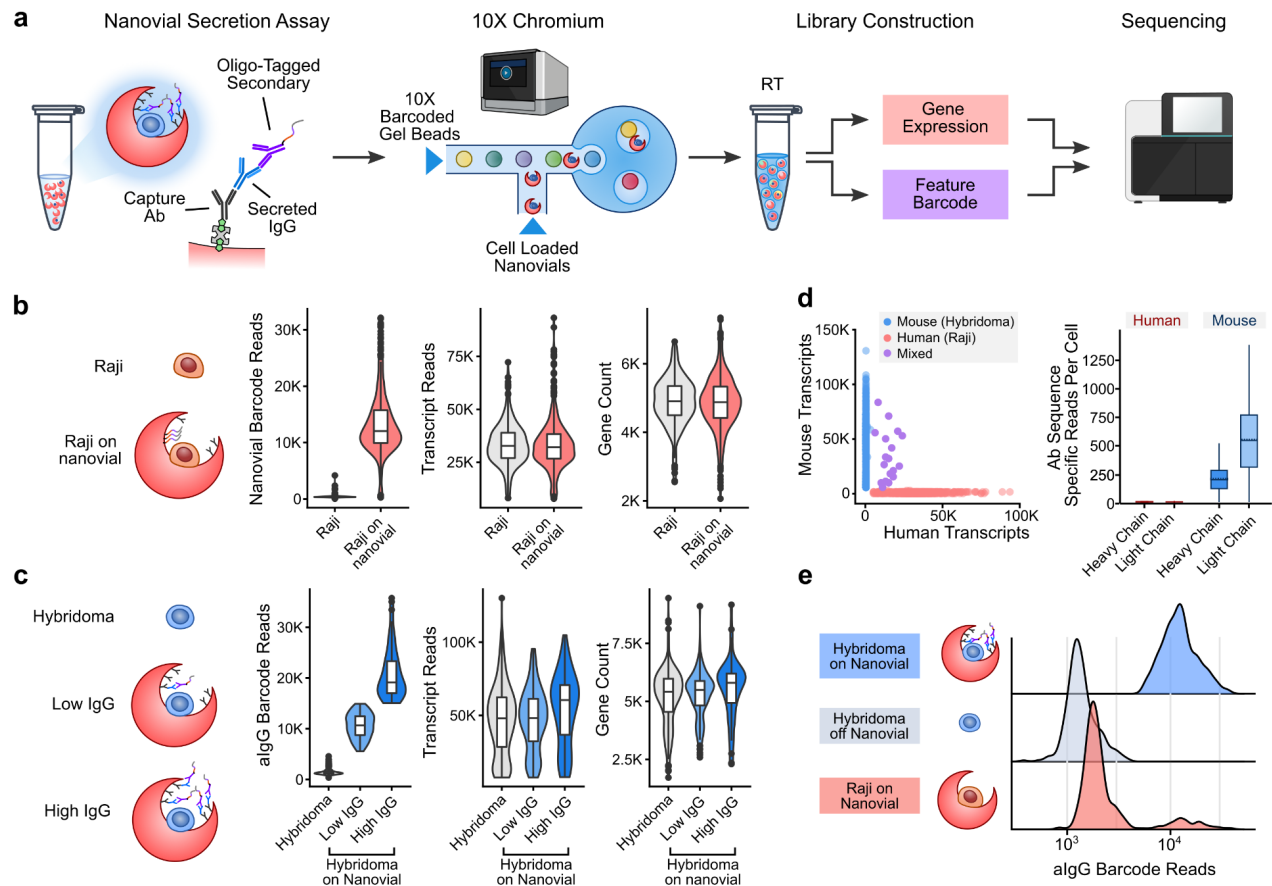 a
Nanovial Secretion Assay
10X Chromium
Library Construction
Sequencing
Oligo-Tagged
Secondary
Capture
Ab
Secreted
IgG
10X
Barcoded
Gel Beads
Cell Loaded
Nanovials
RT
Gene
Expression
Feature
Barcode
b
Raji
Raji on
nanovial
Nanovial Barcode Reads
30K
20K
10K
0
Raji
Raji on
nanovial
Transcript Reads
75K
50K
25K
Raji
Raji on
nanovial
Gene Count
6K
4K
2K
Raji
Raji on
nanovial
c
Hybridoma
Low IgG
High IgG
aIgG Barcode Reads
30K
20K
10K
0
Hybridoma
Low IgG
High IgG
Hybridoma
on Nanovial
Transcript Reads
100K
50K
Hybridoma
Low IgG
High IgG
Hybridoma
on Nanovial
Gene Count
7.5K
5K
2.5K
Hybridoma
Low IgG
High IgG
Hybridoma
on nanovial
d
Mouse Transcripts
150K
100K
50K
0
Mouse (Hybridoma)
Human (Raji)
Mixed
0
50K
100K
Human Transcripts
Ab Sequence
Specific Reads Per Cell
Human
Mouse
1250
1000
750
500
250
0
Heavy Chain
Light Chain
Heavy Chain
Light Chain
e
Hybridoma
on Nanovial
Hybridoma
off Nanovial
Raji on
Nanovial
10³
10⁴
aIgG Barcode Reads